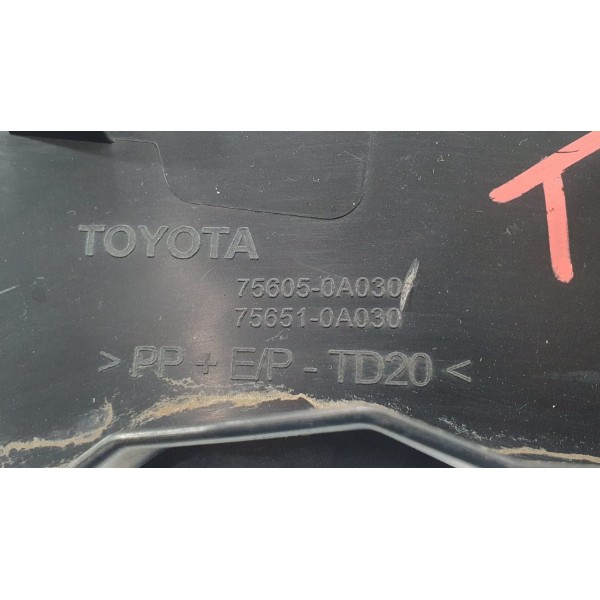 TOYOTA
75605-0A030
75651-0A030
>PP + E/P - TD20<
T